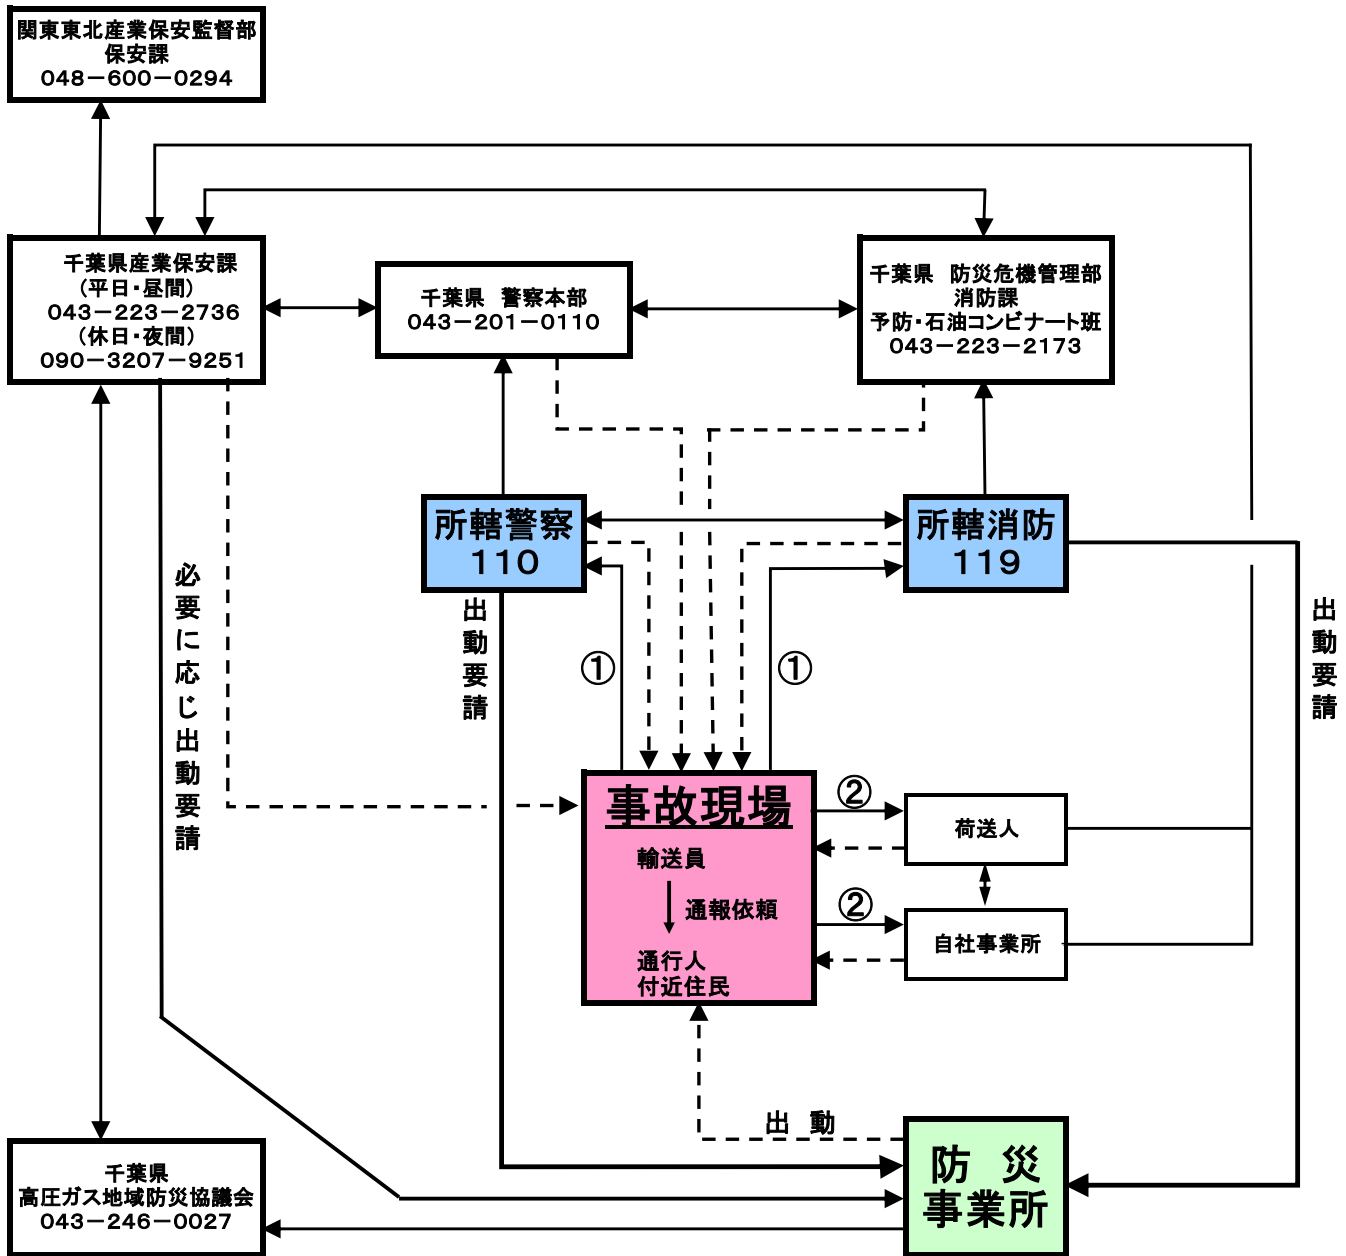 関東東北産業保安監督部
保安課
048－600－0294
千葉県産業保安課
（平日・昼間）
043－223－2736
（休日・夜間）
090－3207－9251
千葉県　警察本部
043－201－0110
千葉県　防災危機管理部
消防課
予防・石油コンビナート班
043－223－2173
所轄警察
110
所轄消防
119
必要に応じ出動要請
出動要請
①
①
出動要請
事故現場
輸送員
通報依頼
通行人
付近住民
②
荷送人
②
自社事業所
出　動
千葉県
高圧ガス地域防災協議会
043－246－0027
防　災
事業所